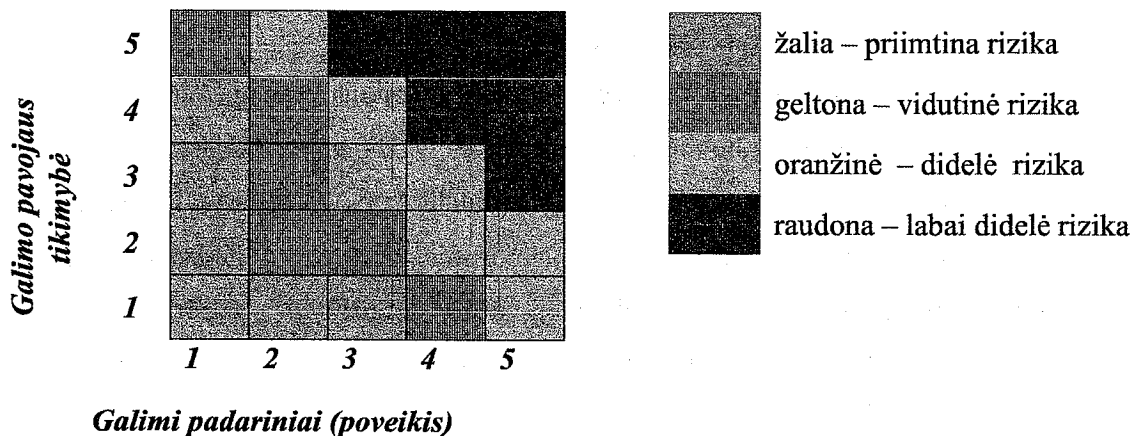 5
4
3
2
1
Galimo pavojaus
tikimybė
1 2 3 4 5
Galimi padariniai (poveikis)
žalia – priimtina rizika
geltona – vidutinė rizika
oranžinė – didelė rizika
raudona – labai didelė rizika